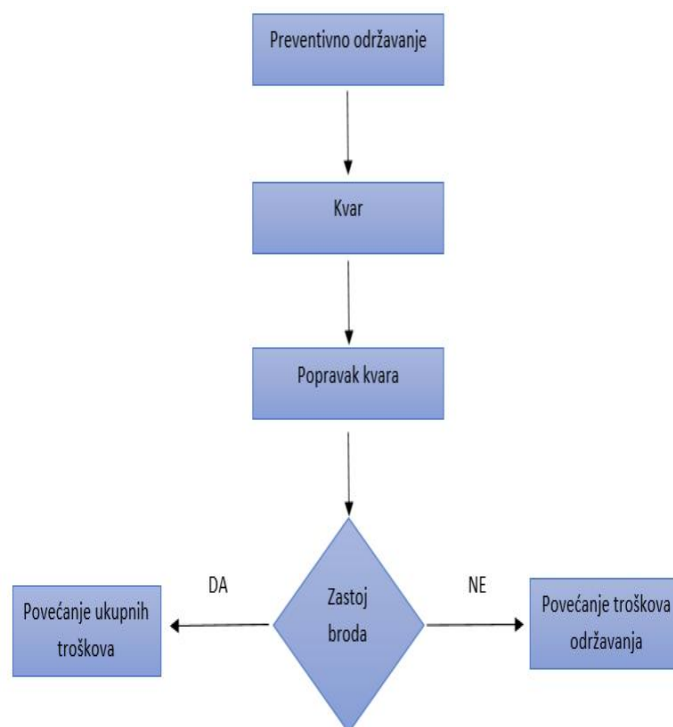 Preventivno održavanje
Kvar
Popravak kvara
DA
NE
Zastoj
broda
Povećanje ukupnih
troškova
Povećanje troškova
održavanja